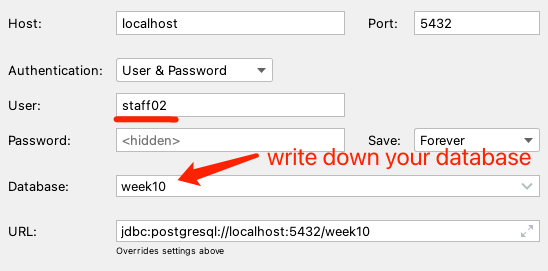 Host: localhost Port: 5432
Authentication: User & Password
User: staff02
Password: <hidden> Save: Forever
write down your database
Database: week10
URL: jdbc:postgresql://localhost:5432/week10
Overrides settings above